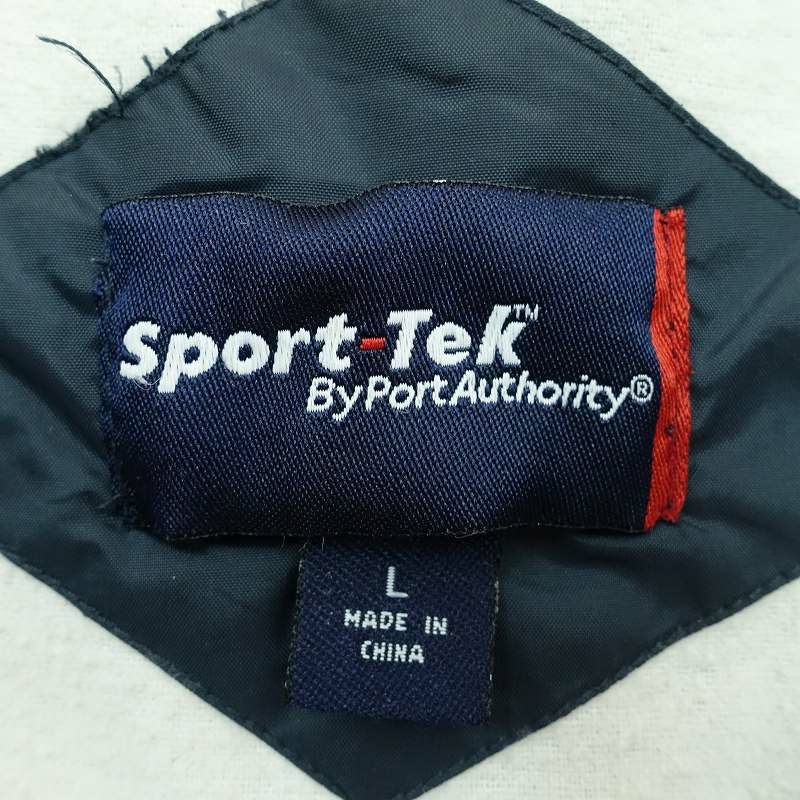 Sport-Tek™
By Port Authority®
L
MADE IN
CHINA